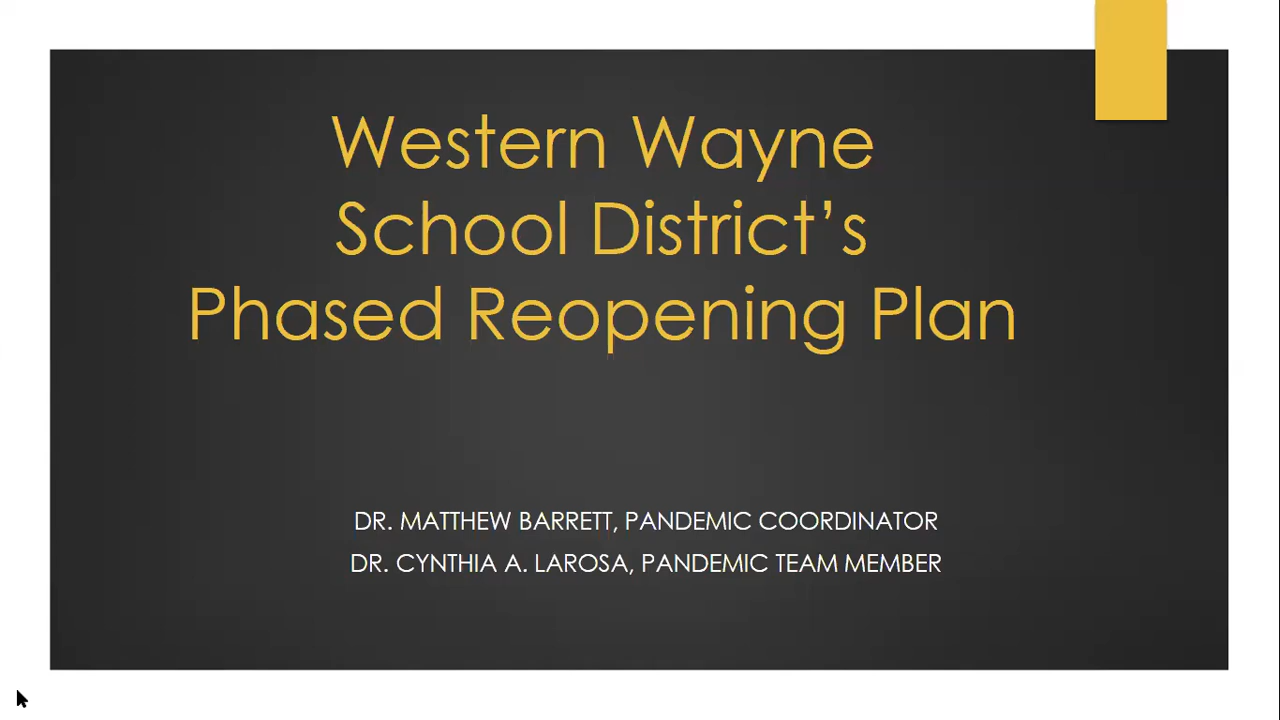 Western Wayne
School District’s
Phased Reopening Plan
DR. MATTHEW BARRETT, PANDEMIC COORDINATOR
DR. CYNTHIA A. LAROSA, PANDEMIC TEAM MEMBER